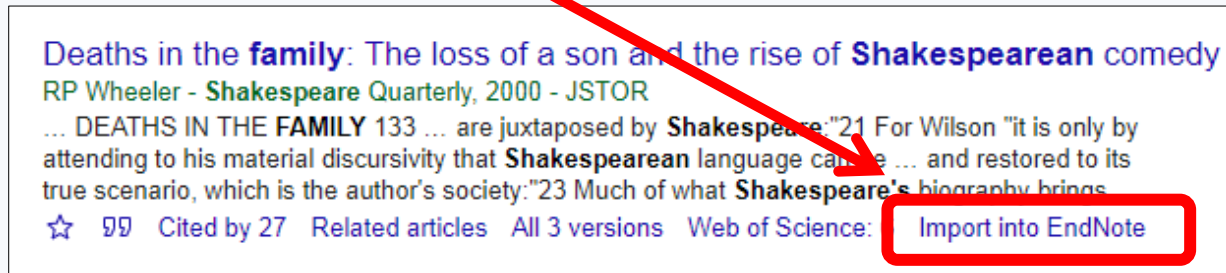 Deaths in the family: The loss of a son and the rise of Shakespearean comedy
RP Wheeler - Shakespeare Quarterly, 2000 - JSTOR
... DEATHS IN THE FAMILY 133 ... are juxtaposed by Shakespeare:"21 For Wilson "it is only by
attending to his material discursivity that Shakespearean language can be ... and restored to its
true scenario, which is the author's society:"23 Much of what Shakespeare's biography brings
Cited by 27 Related articles All 3 versions Web of Science: Import into EndNote